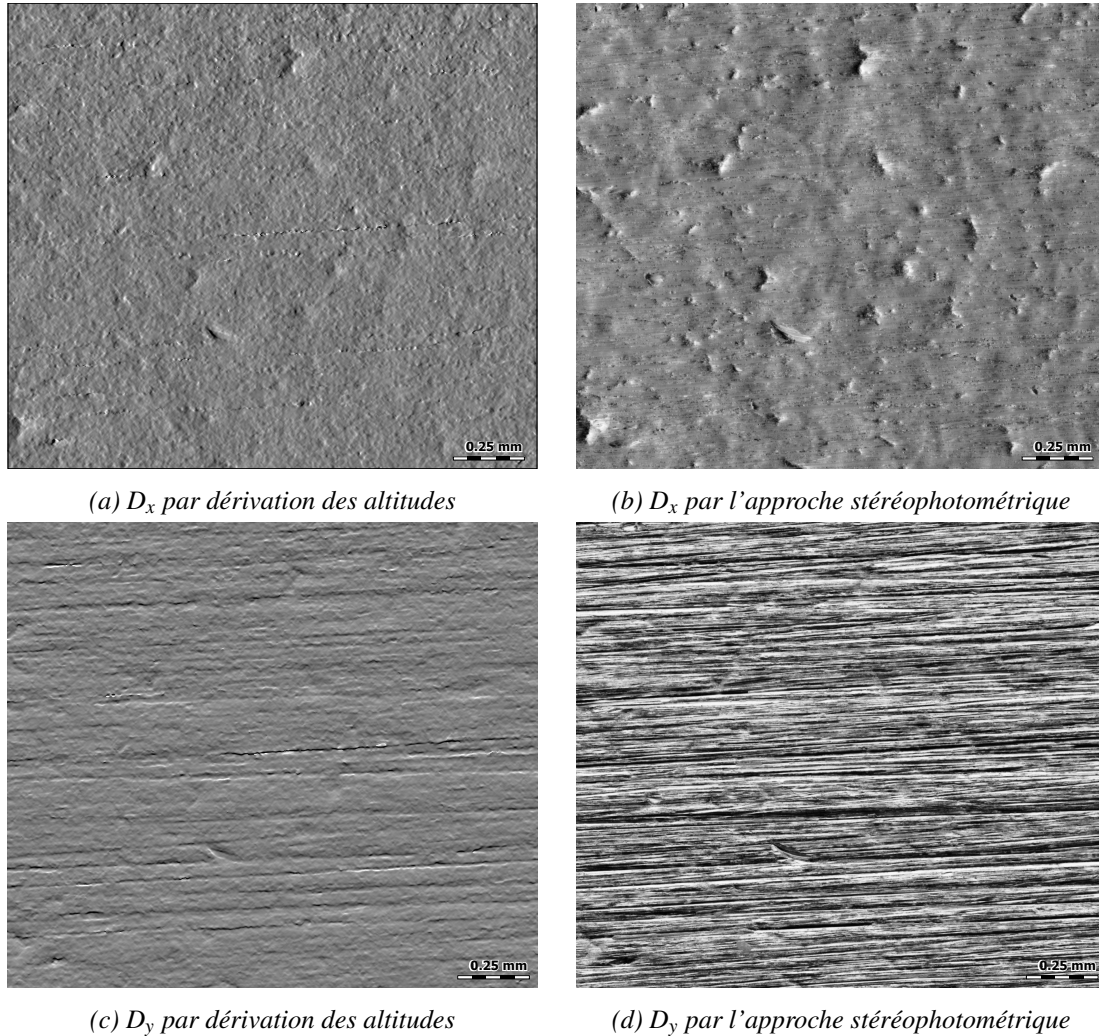 0.25 mm
0.25 mm
(a) Dx par dérivation des altitudes
(b) Dx par l'approche stéréophotométrique
0.25 mm
0.25 mm
(c) Dy par dérivation des altitudes
(d) Dy par l'approche stéréophotométrique